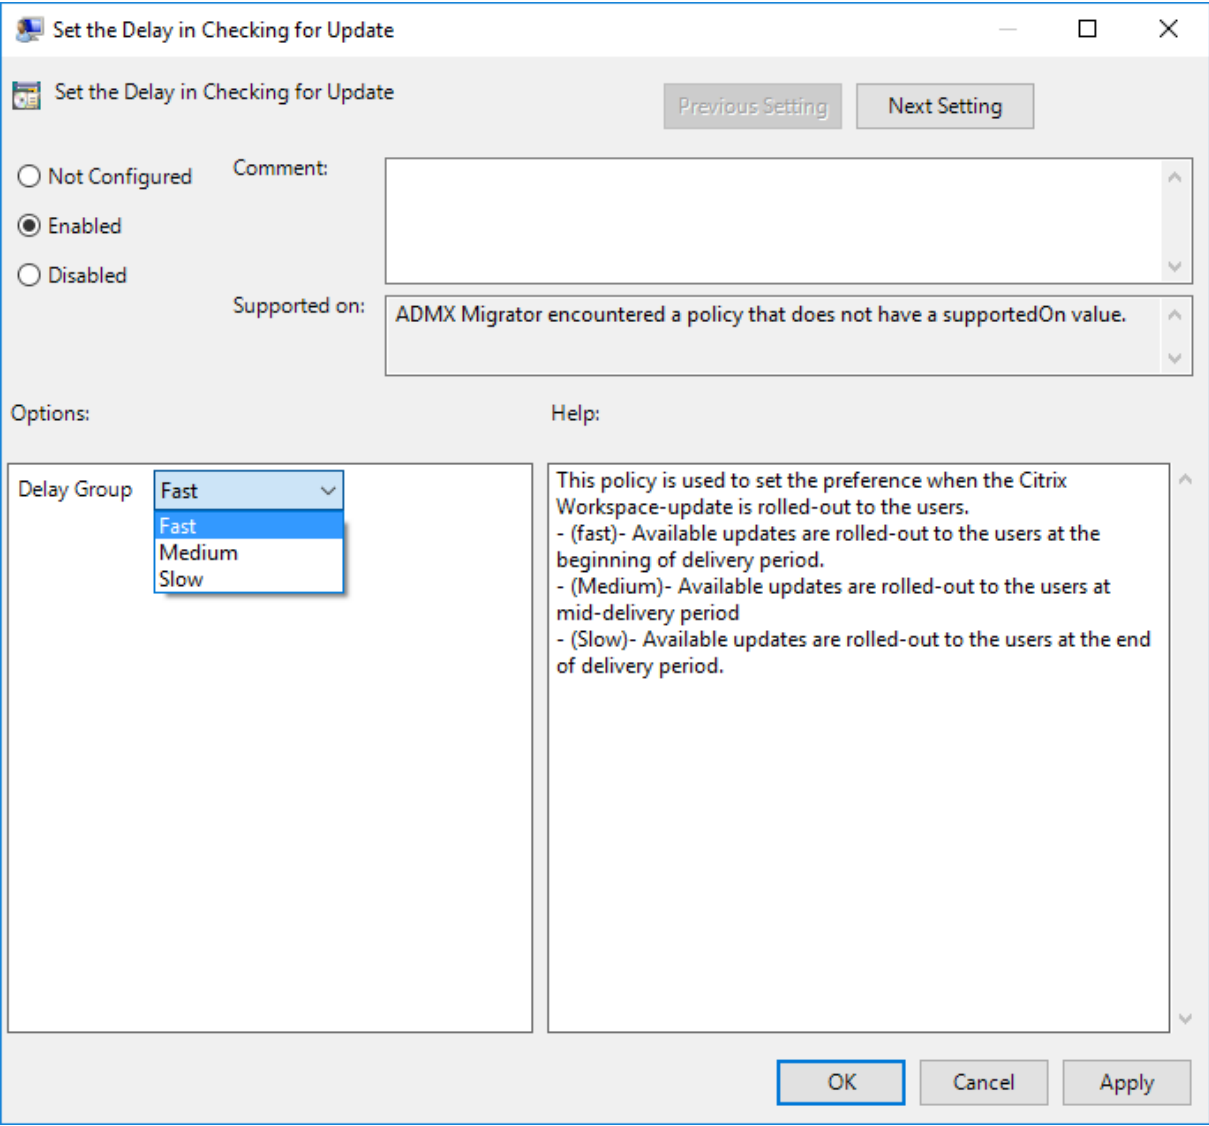 Set the Delay in Checking for Update
Set the Delay in Checking for Update
Previous Setting
Next Setting
Not Configured
Enabled
Disabled
Comment:
Supported on:
ADMX Migrator encountered a policy that does not have a supportedOn value.
Options:
Help:
Delay Group
Fast
Fast
Medium
Slow
This policy is used to set the preference when the Citrix
Workspace-update is rolled-out to the users.
- (fast)- Available updates are rolled-out to the users at the
beginning of delivery period.
- (Medium)- Available updates are rolled-out to the users at
mid-delivery period
- (Slow)- Available updates are rolled-out to the users at the end
of delivery period.
OK
Cancel
Apply